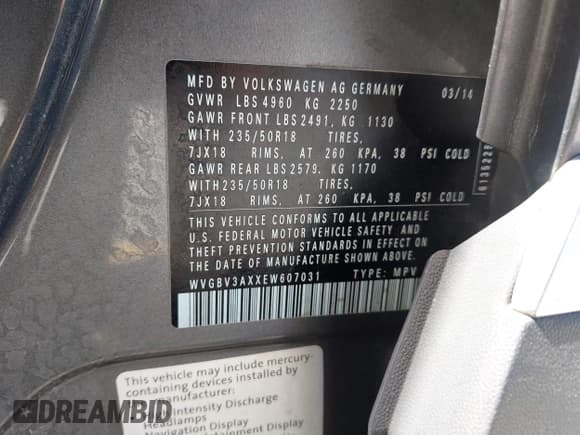 MFD BY VOLKSWAGEN AG GERMANY 03/14
GVWR LBS 4960 KG 2250
GAWR FRONT LBS 2491, KG 1130
WITH 235/50R18 TIRES,
7JX18 RIMS, AT 260 KPA, 38 PSI COLD
GAWR REAR LBS 2579, KG 1170
WITH 235/50R18 TIRES,
7JX18 RIMS, AT 260 KPA, 38 PSI COLD
THIS VEHICLE CONFORMS TO ALL APPLICABLE
U.S. FEDERAL MOTOR VEHICLE SAFETY AND
THEFT PREVENTION STANDARDS IN EFFECT ON
THE DATE OF MANUFACTURE SHOWN ABOVE.
WVGBV3AXXEW607031 TYPE: MPV
This vehicle may include mercury-
containing devices installed by
manufacturer:
Intensity Discharge
Headlamps
Navigation Display
Entertainment Display
DREAMBID